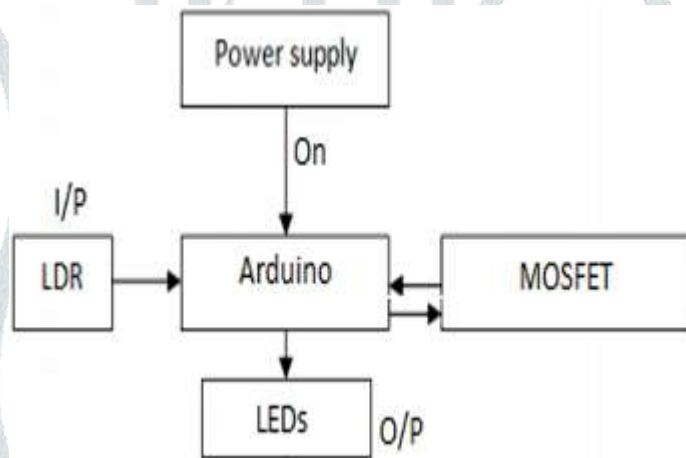 Power supply
On
I/P
LDR
Arduino
MOSFET
LEDs
O/P